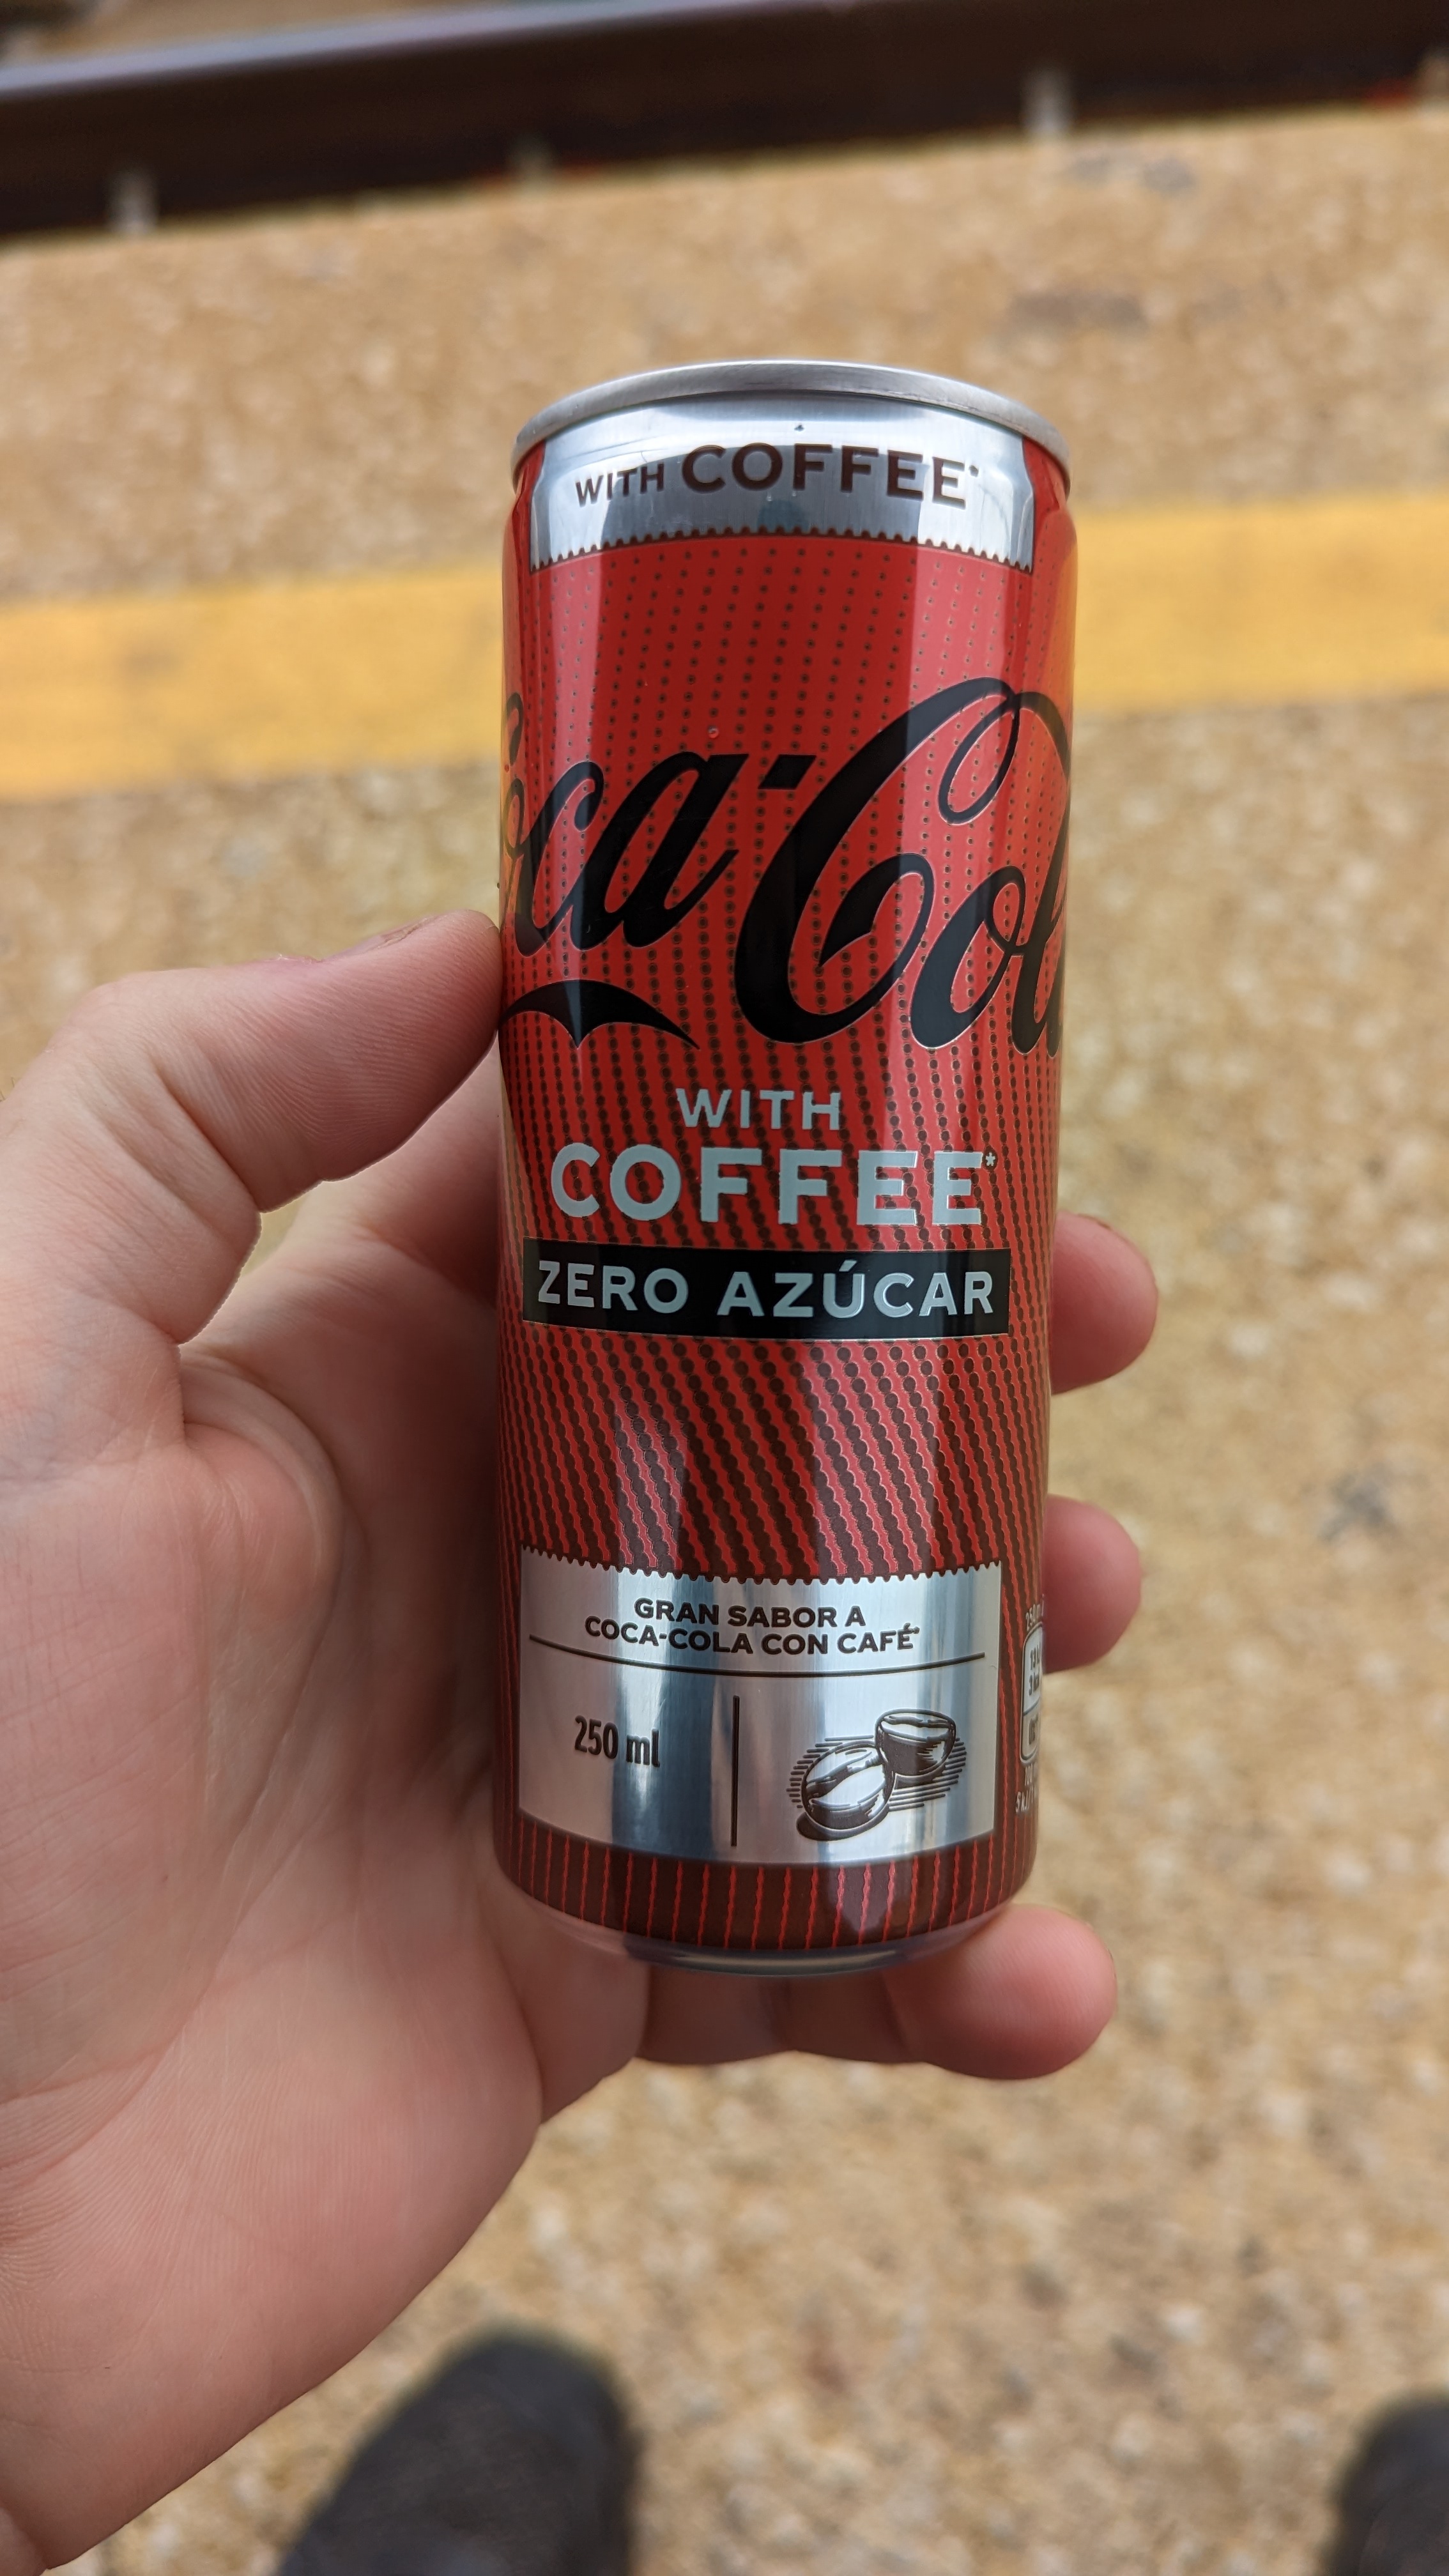 WITH COFFEE*
Coca-Cola
WITH
COFFEE*
ZERO AZÚCAR
GRAN SABOR A
COCA-COLA CON CAFÉ*
250 ml